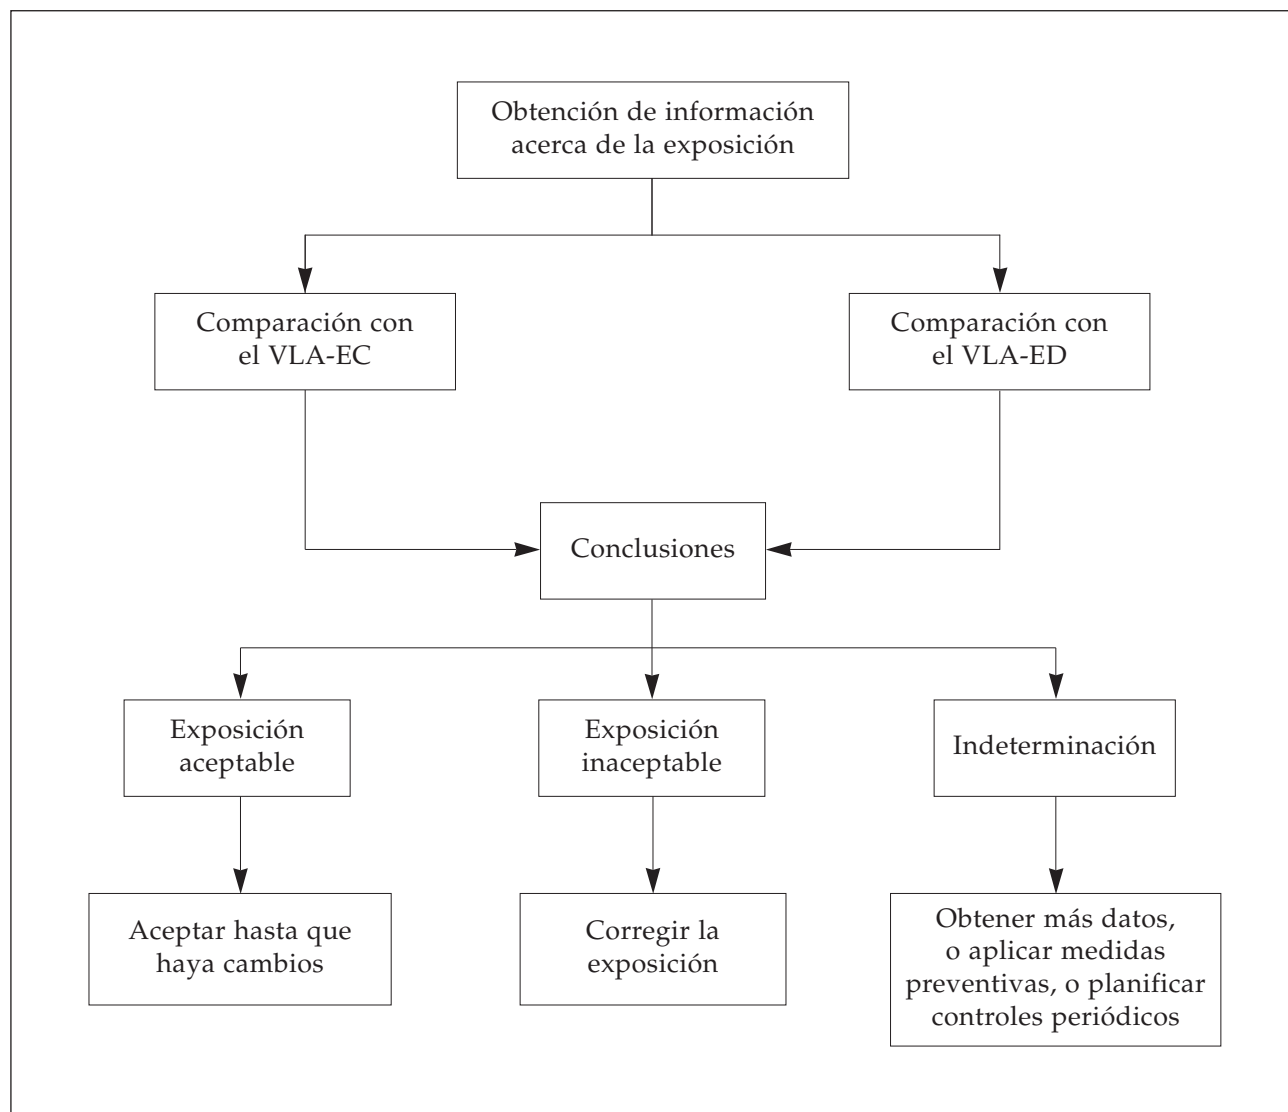 Obtención de información
acerca de la exposición
Comparación con
el VLA-EC
Comparación con
el VLA-ED
Conclusiones
Exposición
aceptable
Exposición
inaceptable
Indeterminación
Aceptar hasta que
haya cambios
Corregir la
exposición
Obtener más datos,
o aplicar medidas
preventivas, o planificar
controles periódicos